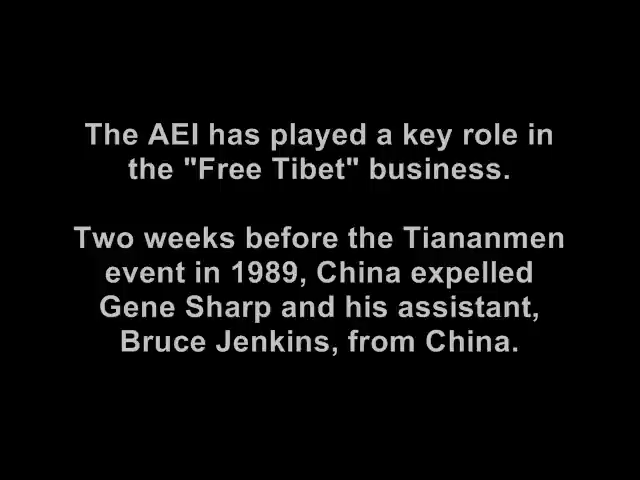 The AEI has played a key role in
the "Free Tibet" business.
Two weeks before the Tiananmen
event in 1989, China expelled
Gene Sharp and his assistant,
Bruce Jenkins, from China.